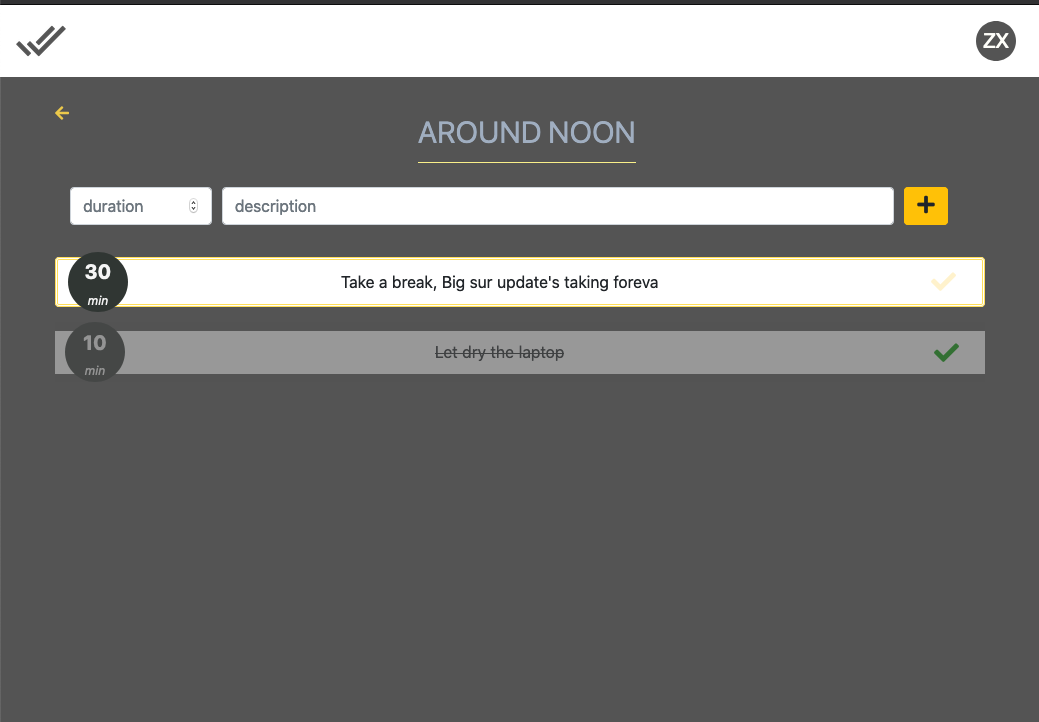 ZX
AROUND NOON
duration
description
30
min
Take a break, Big sur update's taking foreva
10
min
Let dry the laptop